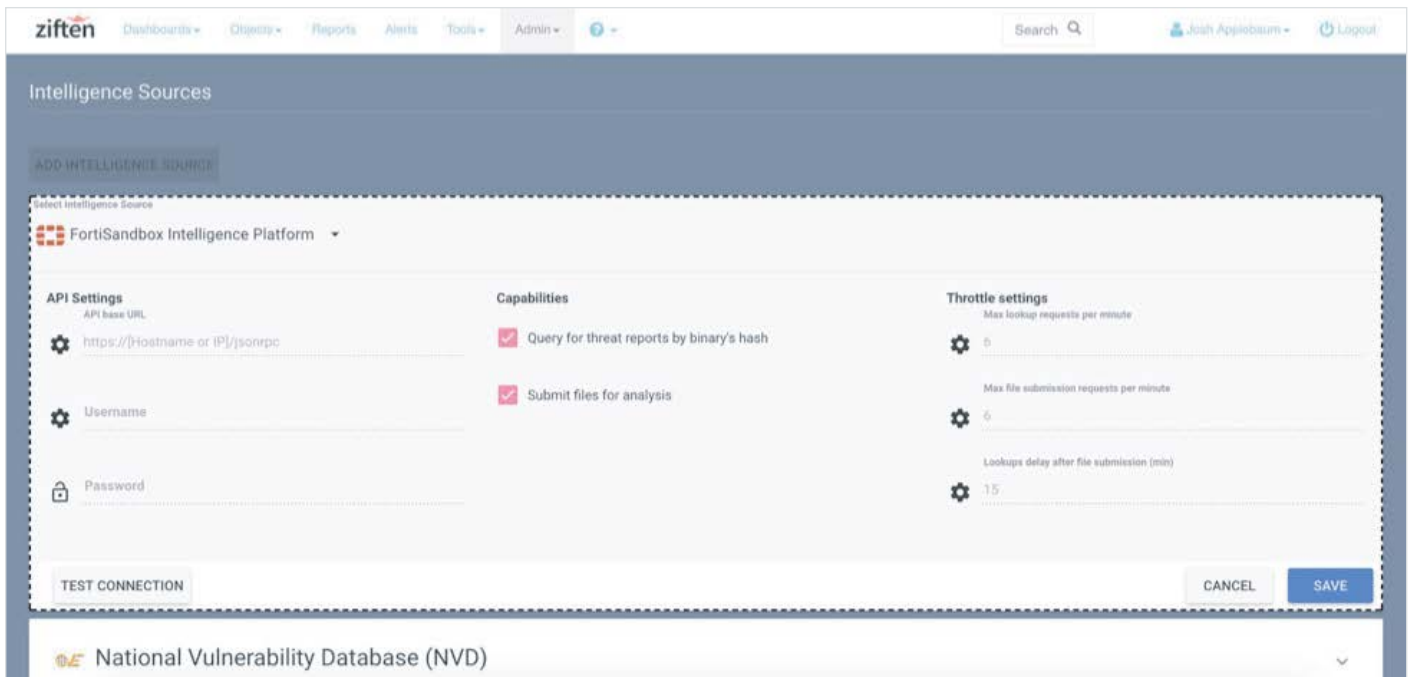 ziften Dashboards Objects Reports Alerts Tools Admin ? Search Josh Applebaum Logout
Intelligence Sources
ADD INTELLIGENCE SOURCE
Select Intelligence Source
FortiSandbox Intelligence Platform
API Settings Capabilities Throttle settings
API base URL Max lookup requests per minute
https://[Hostname or IP]/jsonrpc Query for threat reports by binary's hash 6
Max file submission requests per minute
Username Submit files for analysis 6
Lookups delay after file submission (min)
Password 15
TEST CONNECTION CANCEL SAVE
National Vulnerability Database (NVD)